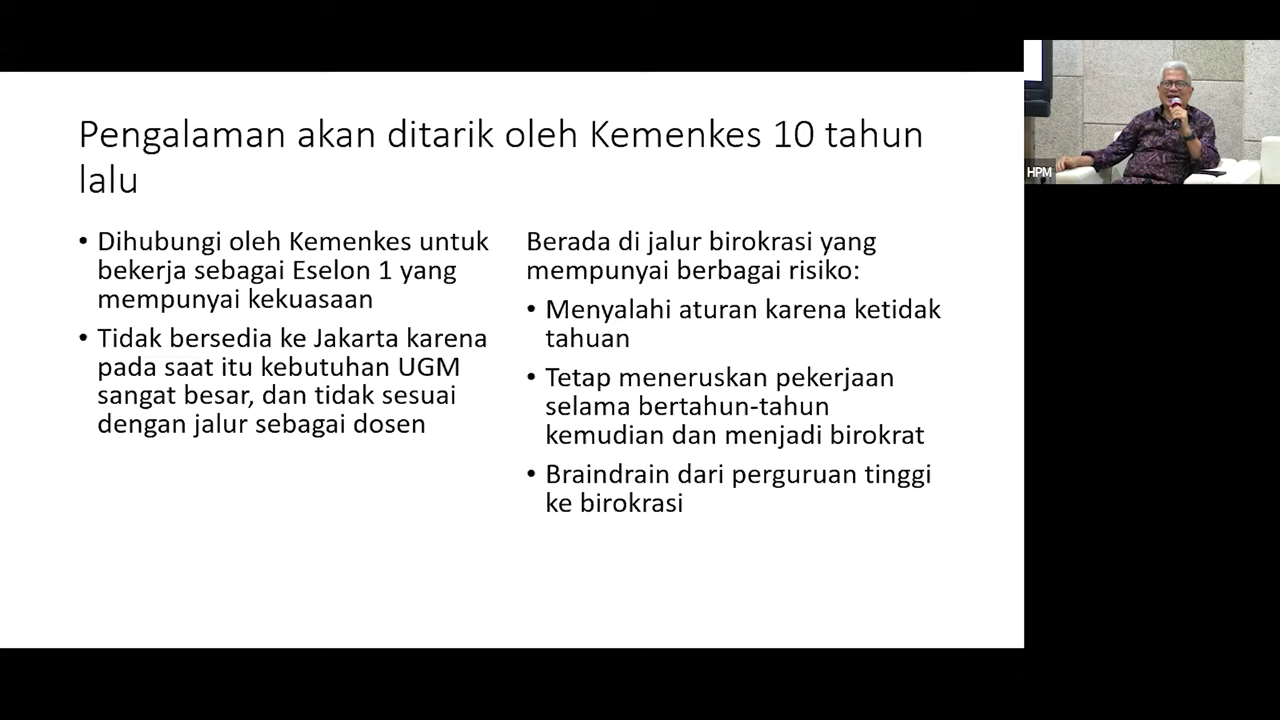 Pengalaman akan ditarik oleh Kemenkes 10 tahun
lalu
• Dihubungi oleh Kemenkes untuk
bekerja sebagai Eselon 1 yang
mempunyai kekuasaan
• Tidak bersedia ke Jakarta karena
pada saat itu kebutuhan UGM
sangat besar, dan tidak sesuai
dengan jalur sebagai dosen
Berada di jalur birokrasi yang
mempunyai berbagai risiko:
• Menyalahi aturan karena ketidak
tahuan
• Tetap meneruskan pekerjaan
selama bertahun-tahun
kemudian dan menjadi birokrat
• Braindrain dari perguruan tinggi
ke birokrasi
HPM